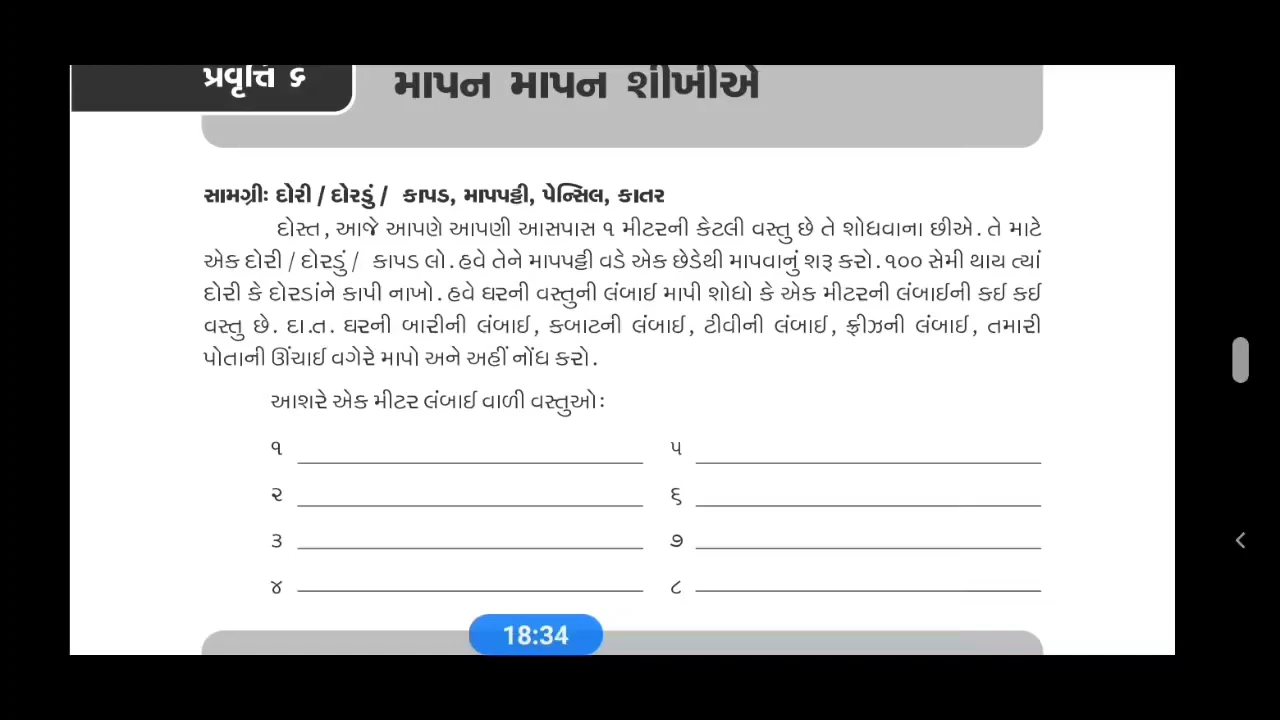 પ્રવૃત્તિ ૬
માપન માપન શીખીએ
સામગ્રીઃ દોરી / દોરડું / કાપડ, માપપટ્ટી, પેન્સિલ, કાતર
દોસ્ત, આજે આપણે આપણી આસપાસ ૧ મીટરની કેટલી વસ્તુ છે તે શોધવાના છીએ. તે માટે
એક દોરી / દોરડું / કાપડ લો. હવે તેને માપપટ્ટી વડે એક છેડેથી માપવાનું શરૂ કરો. ૧૦૦ સેમી થાય ત્યાં
દોરી કે દોરડાંને કાપી નાખો. હવે ઘરની વસ્તુની લંબાઈ માપી શોધો કે એક મીટરની લંબાઈની કઈ કઈ
વસ્તુ છે. દા.ત. ઘરની બારીની લંબાઈ, કબાટની લંબાઈ, ટીવીની લંબાઈ, ફ્રીઝની લંબાઈ, તમારી
પોતાની ઊંચાઈ વગેરે માપો અને અહીં નોંધ કરો.
આશરે એક મીટર લંબાઈ વાળી વસ્તુઓઃ
૧
૫
૨
૬
૩
૭
૪
૮
18:34